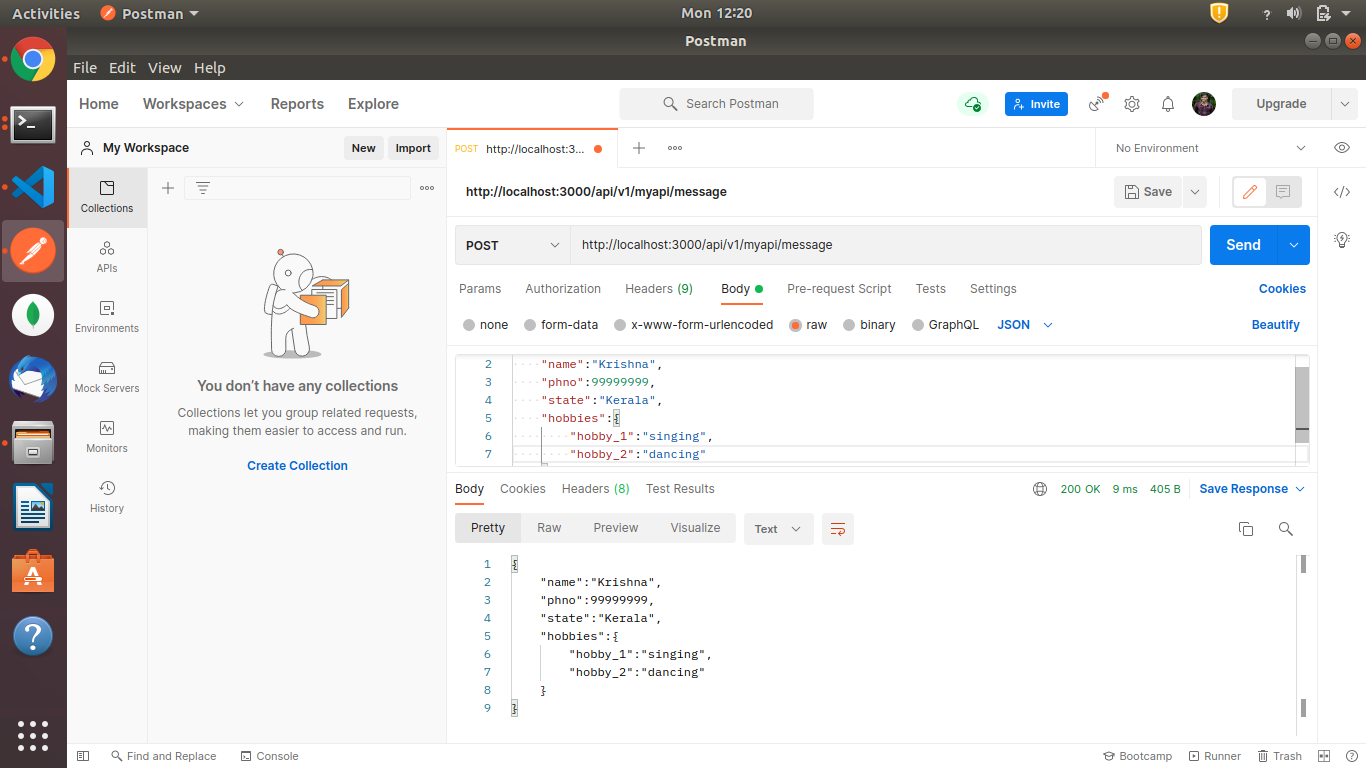 Activities Postman Mon 12:20
Postman
File Edit View Help
Home Workspaces Reports Explore Search Postman Invite Upgrade
My Workspace New Import POST http://localhost:3... No Environment
Collections
APIs
Environments
Mock Servers
Monitors
History
You don't have any collections
Collections let you group related requests,
making them easier to access and run.
Create Collection
http://localhost:3000/api/v1/myapi/message Save
POST http://localhost:3000/api/v1/myapi/message Send
Params Authorization Headers (9) Body Pre-request Script Tests Settings Cookies
none form-data x-www-form-urlencoded raw binary GraphQL JSON Beautify
2 "name":"Krishna",
3 "phno":99999999,
4 "state":"Kerala",
5 "hobbies":{
6 "hobby_1":"singing",
7 "hobby_2":"dancing"
Body Cookies Headers (8) Test Results 200 OK 9 ms 405 B Save Response
Pretty Raw Preview Visualize Text
1 {
2 "name":"Krishna",
3 "phno":99999999,
4 "state":"Kerala",
5 "hobbies":{
6 "hobby_1":"singing",
7 "hobby_2":"dancing"
8 }
9 }
Find and Replace Console Bootcamp Runner Trash